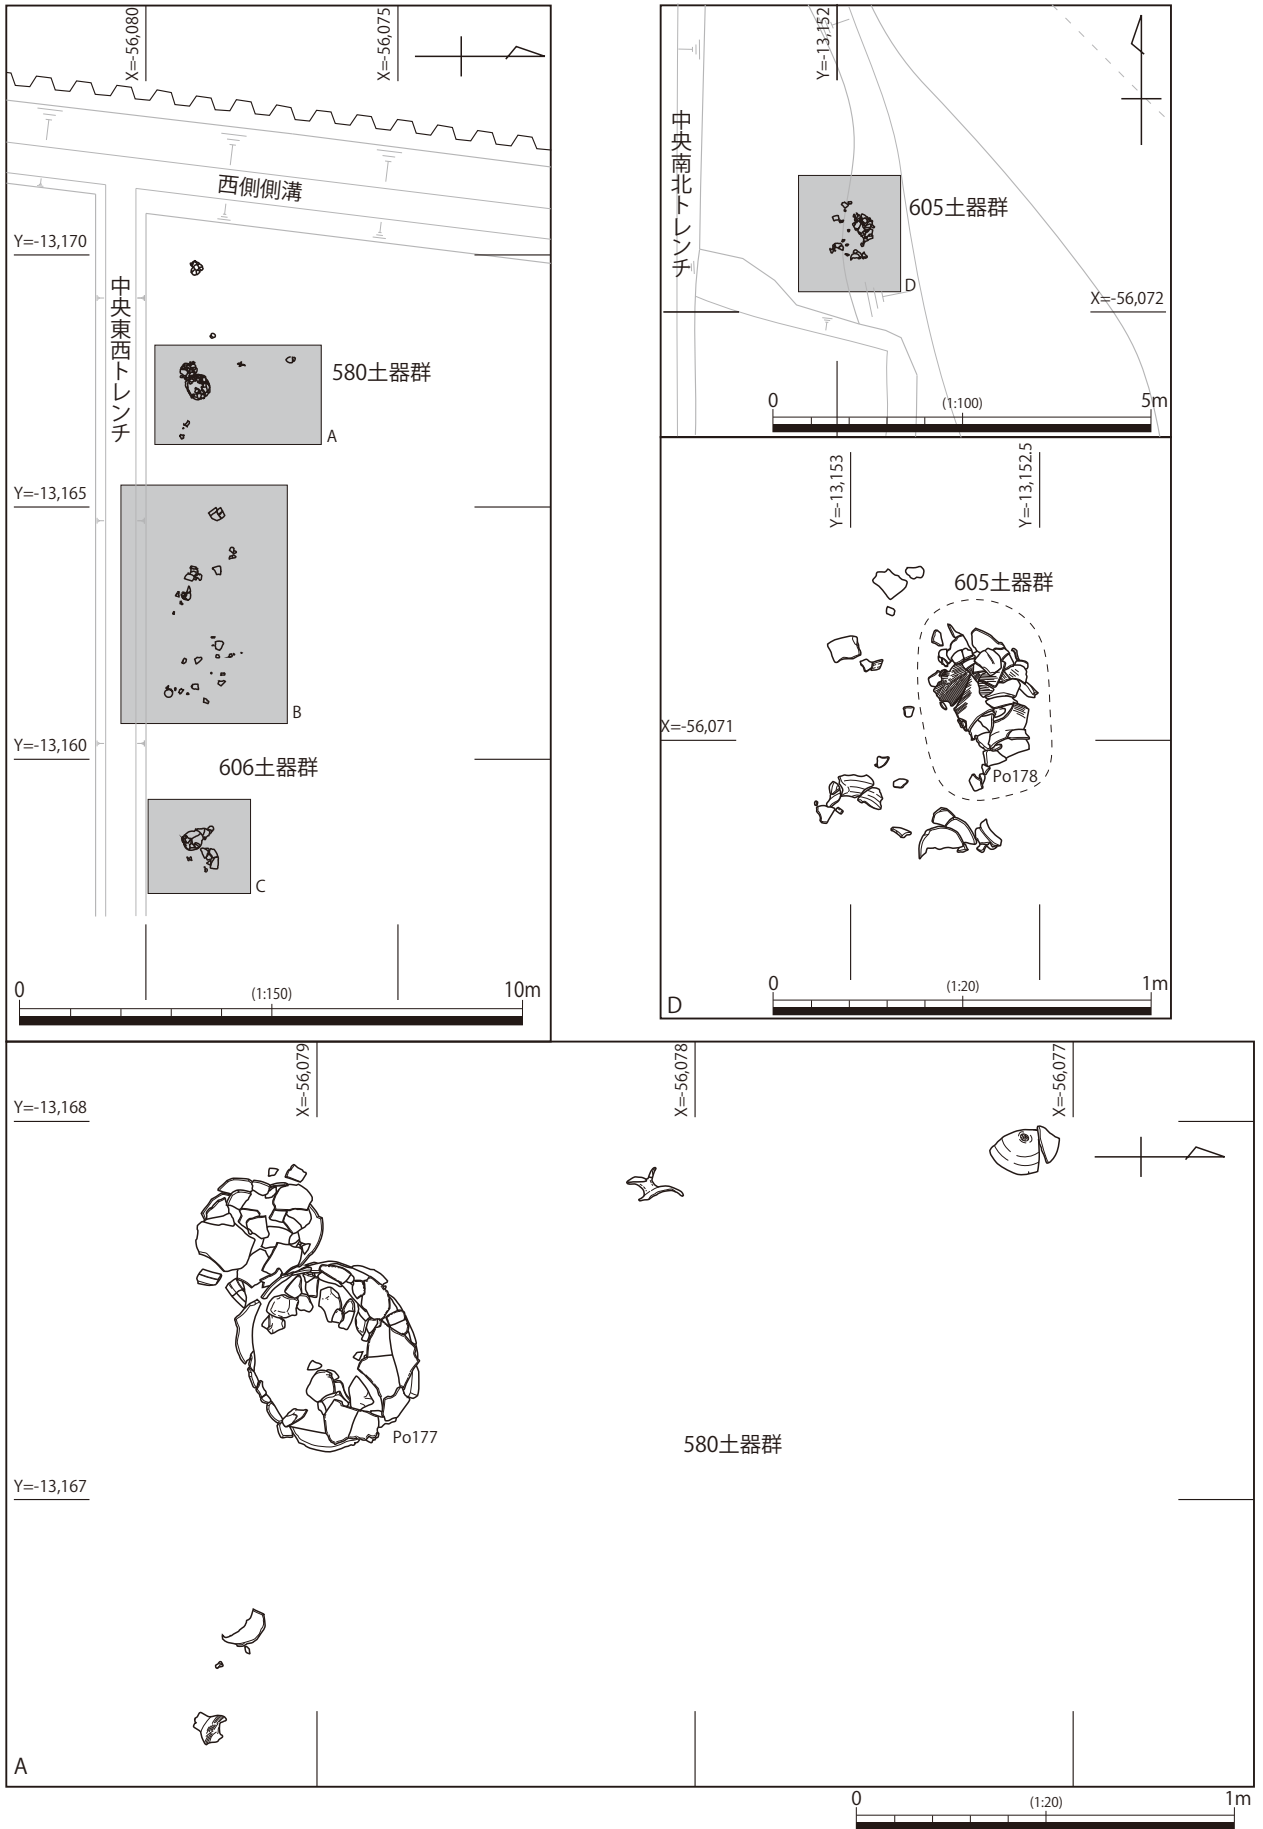 X=-56,080
X=-56,075
西側側溝
Y=-13,170
中央東西トレンチ
580土器群
A
Y=-13,165
B
Y=-13,160
606土器群
C
0
(1:150)
10m
Y=-13,152
中央南北トレンチ
605土器群
D
X=-56,072
0
(1:100)
5m
Y=-13,153
Y=-13,152.5
605土器群
X=-56,071
Po178
0
(1:20)
1m
D
X=-56,079
X=-56,078
X=-56,077
Y=-13,168
Po177
580土器群
Y=-13,167
A
0
(1:20)
1m